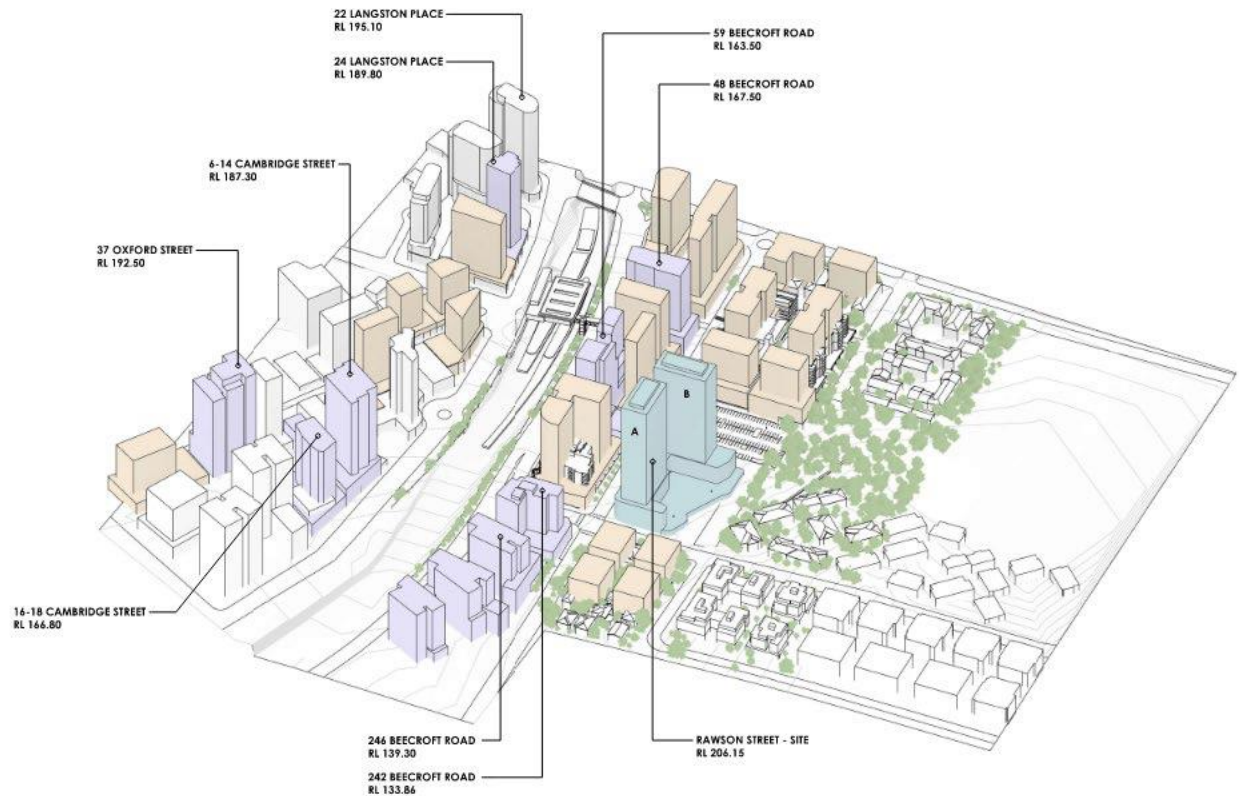 22 LANGSTON PLACE
RL 195.10
24 LANGSTON PLACE
RL 189.80
59 BEECROFT ROAD
RL 163.50
48 BEECROFT ROAD
RL 167.50
6-14 CAMBRIDGE STREET
RL 187.30
37 OXFORD STREET
RL 192.50
B
A
16-18 CAMBRIDGE STREET
RL 166.80
246 BEECROFT ROAD
RL 139.30
242 BEECROFT ROAD
RL 133.86
RAWSON STREET - SITE
RL 206.15